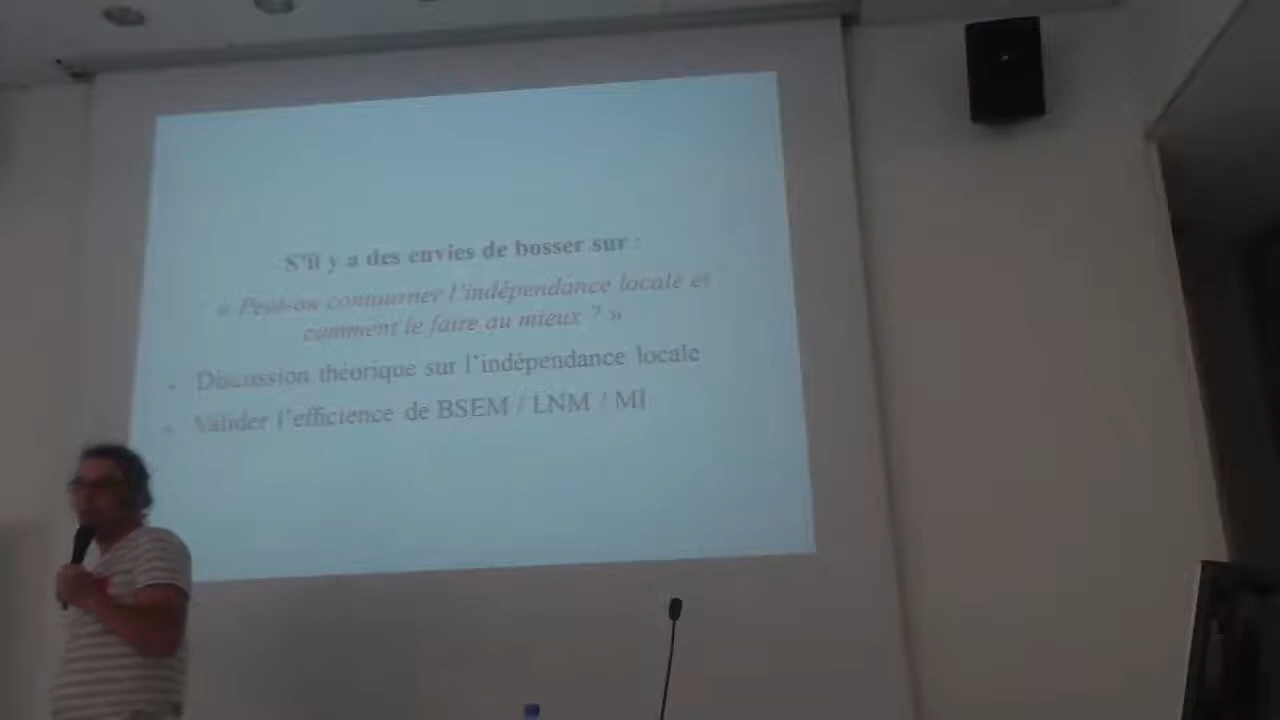 S'il y a des envies de bosser sur :
« Peut-on contourner l'indépendance locale et
comment le faire au mieux ? »
• Discussion théorique sur l'indépendance locale
• Valider l'efficience de BSEM / LNM / MI